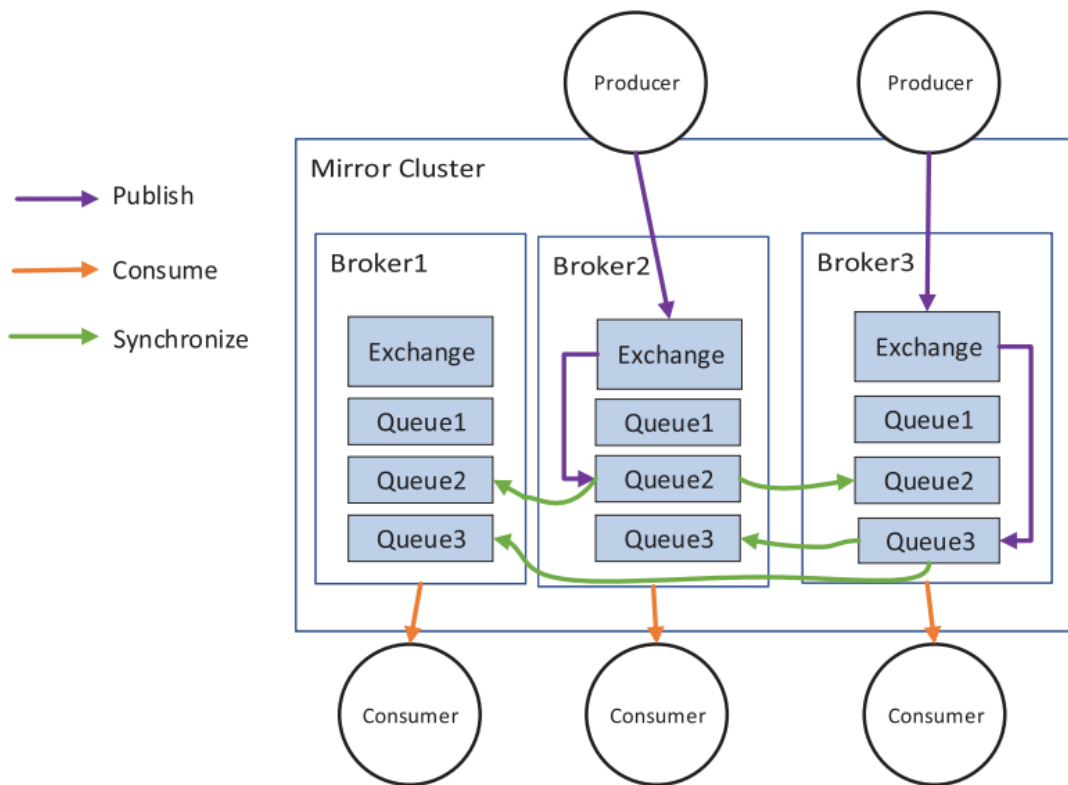 Producer
Producer
Mirror Cluster
Publish
Consume
Synchronize
Broker1
Exchange
Queue1
Queue2
Queue3
Broker2
Exchange
Queue1
Queue2
Queue3
Broker3
Exchange
Queue1
Queue2
Queue3
Consumer
Consumer
Consumer